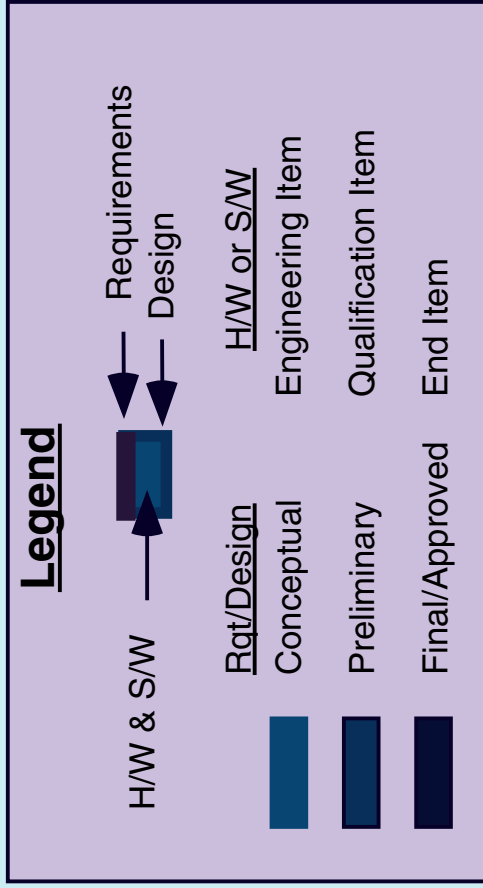 Legend
Requirements
Design
H/W & S/W
Rqt/Design H/W or S/W
Conceptual Engineering Item
Preliminary Qualification Item
Final/Approved End Item